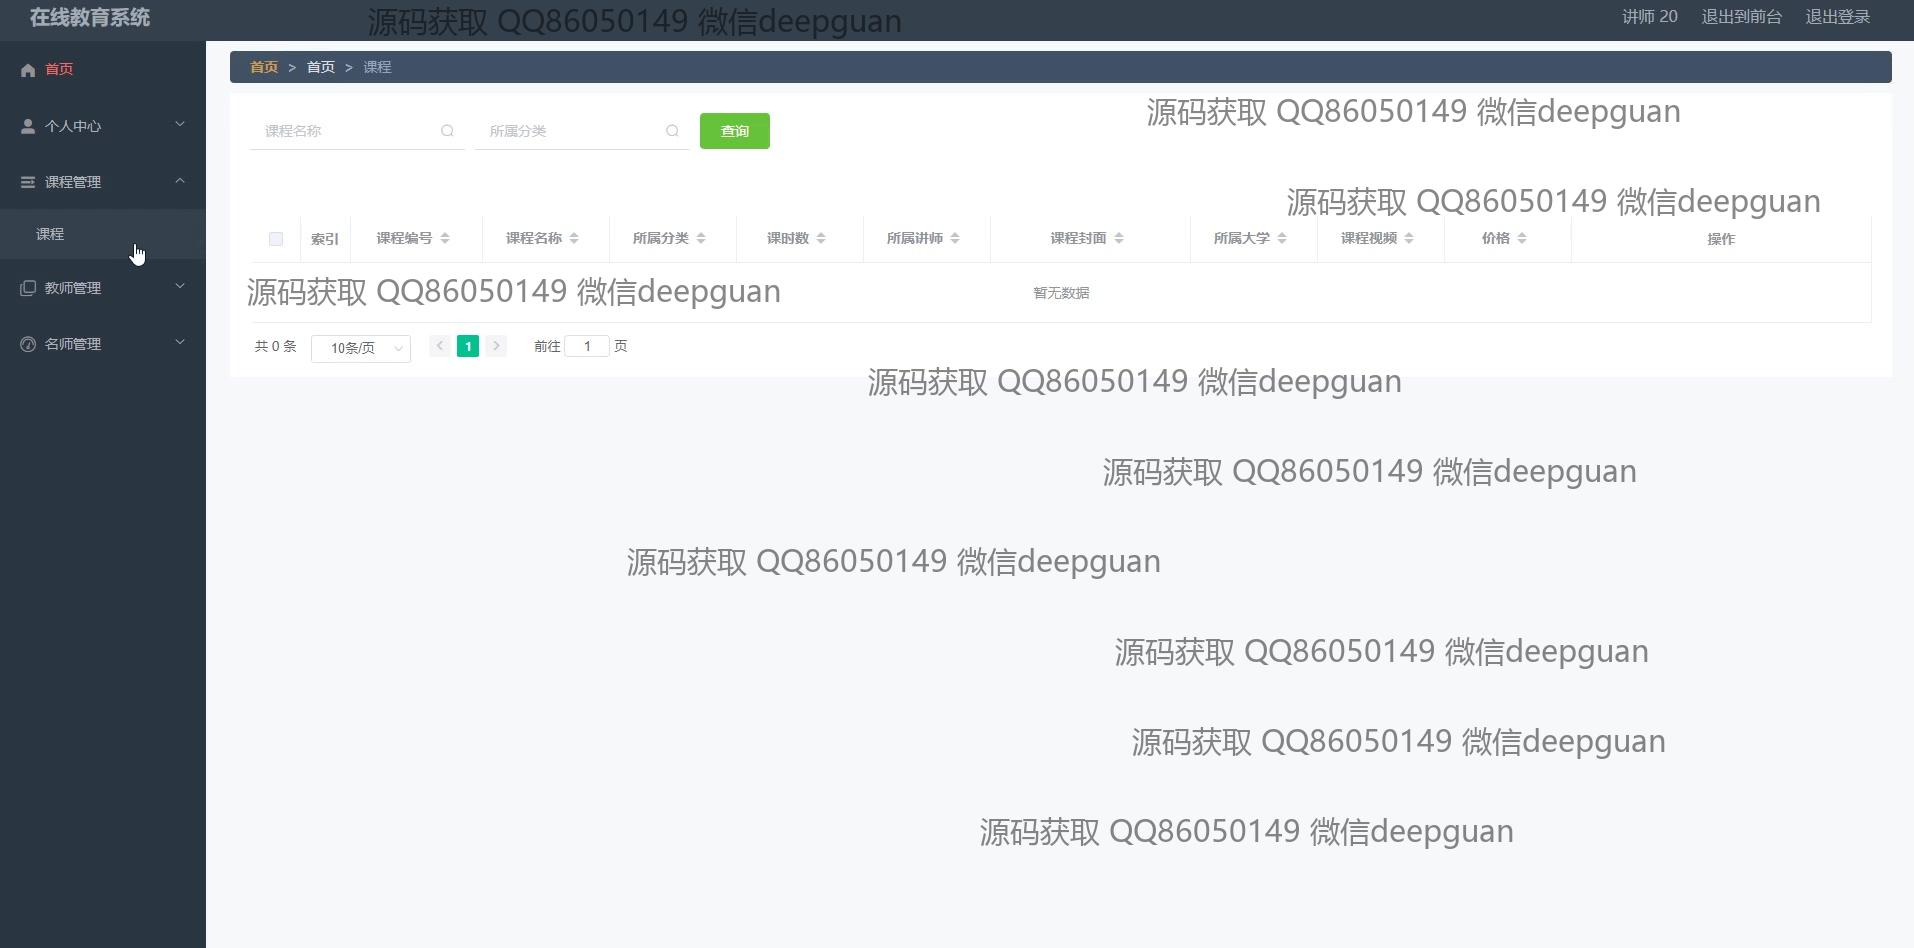 在线教育系统
源码获取 QQ86050149 微信deepguan
讲师 20 退出到前台 退出登录
首页
首页 > 首页 > 课程
源码获取 QQ86050149 微信deepguan
个人中心
课程名称 所属分类 查询
课程管理
源码获取 QQ86050149 微信deepguan
课程
索引 课程编号 课程名称 所属分类 课时数 所属讲师 课程封面 所属大学 课程视频 价格 操作
教师管理
源码获取 QQ86050149 微信deepguan
暂无数据
名师管理
共 0 条 10条/页 < 1 > 前往 1 页
源码获取 QQ86050149 微信deepguan
源码获取 QQ86050149 微信deepguan
源码获取 QQ86050149 微信deepguan
源码获取 QQ86050149 微信deepguan
源码获取 QQ86050149 微信deepguan
源码获取 QQ86050149 微信deepguan